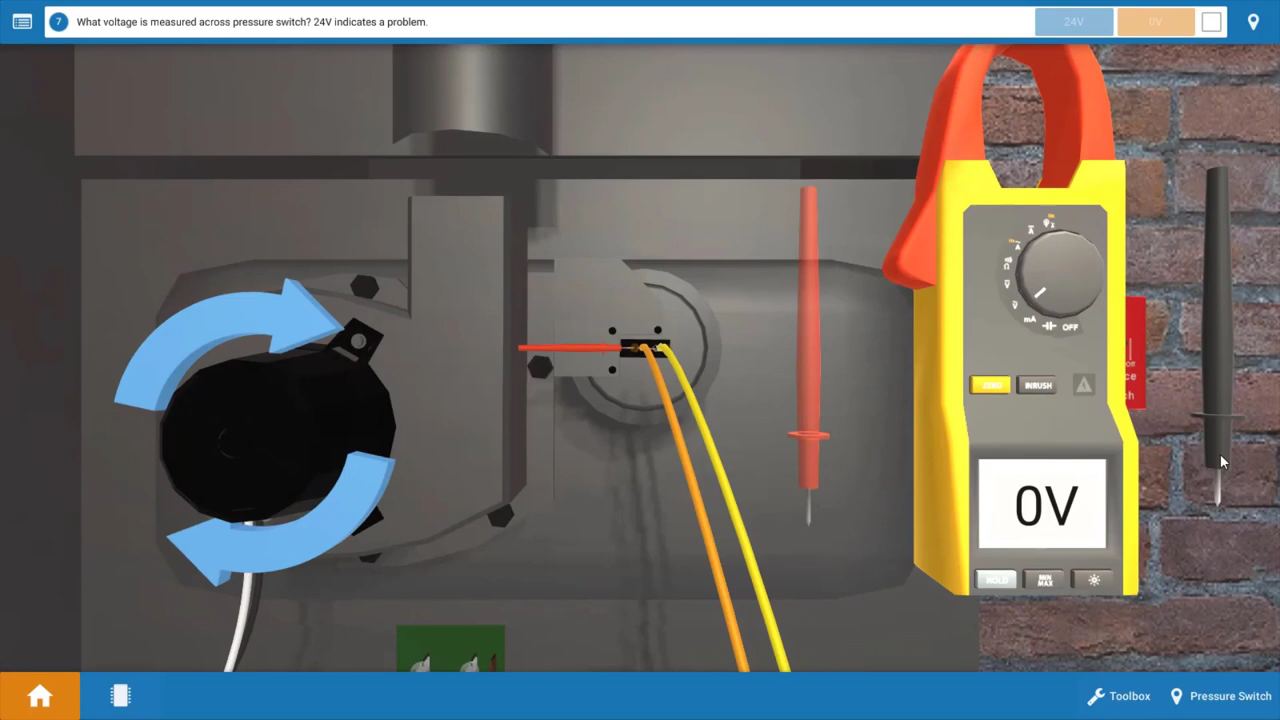 7
What voltage is measured across pressure switch? 24V indicates a problem.
24V
0V
mA
OFF
ZERO
INRUSH
0V
HOLD
MIN
MAX
Toolbox
Pressure Switch